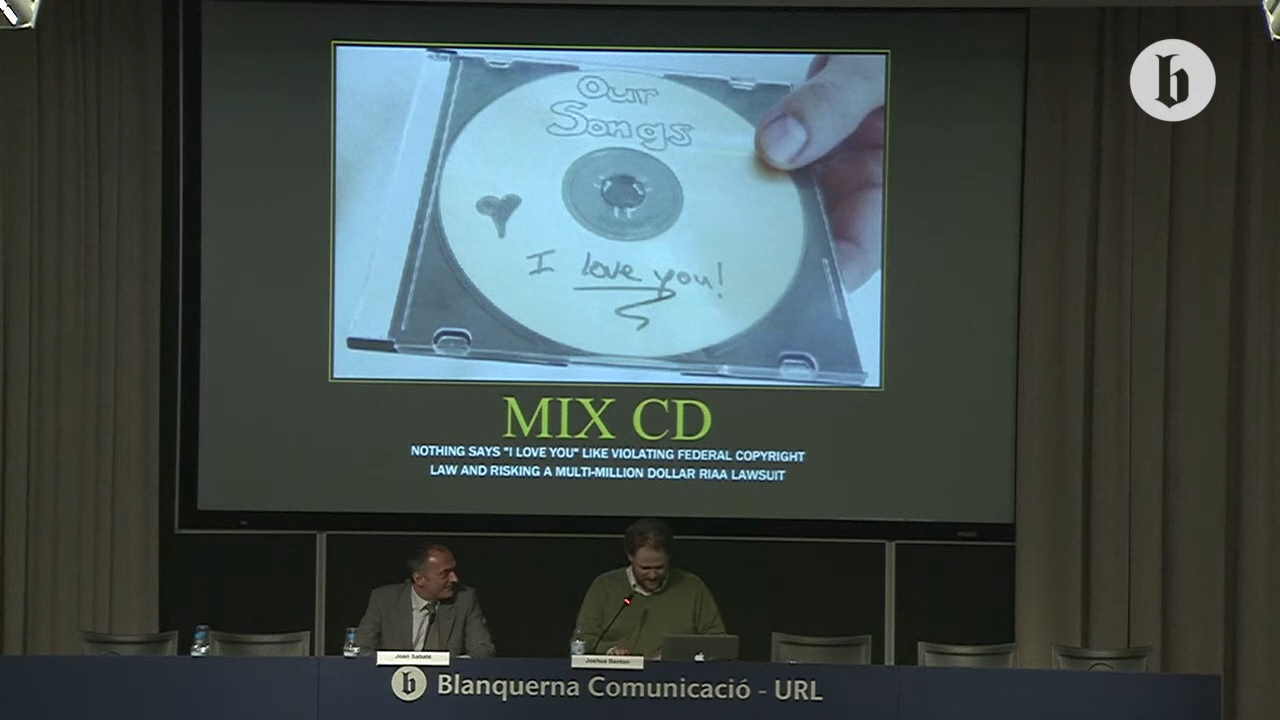 b
Our
Songs
I love you!
MIX CD
NOTHING SAYS "I LOVE YOU" LIKE VIOLATING FEDERAL COPYRIGHT
LAW AND RISKING A MULTI-MILLION DOLLAR RIAA LAWSUIT
Joan Sabaté
Joshua Benton
b Blanquerna Comunicació - URL